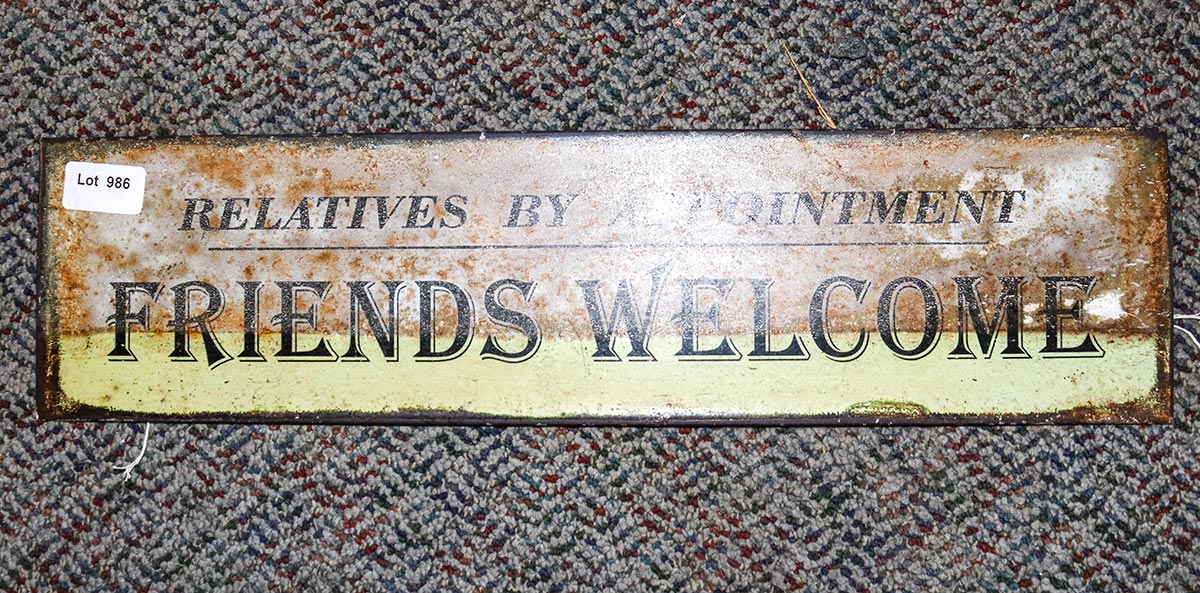 Lot 986
RELATIVES BY APPOINTMENT
FRIENDS WELCOME